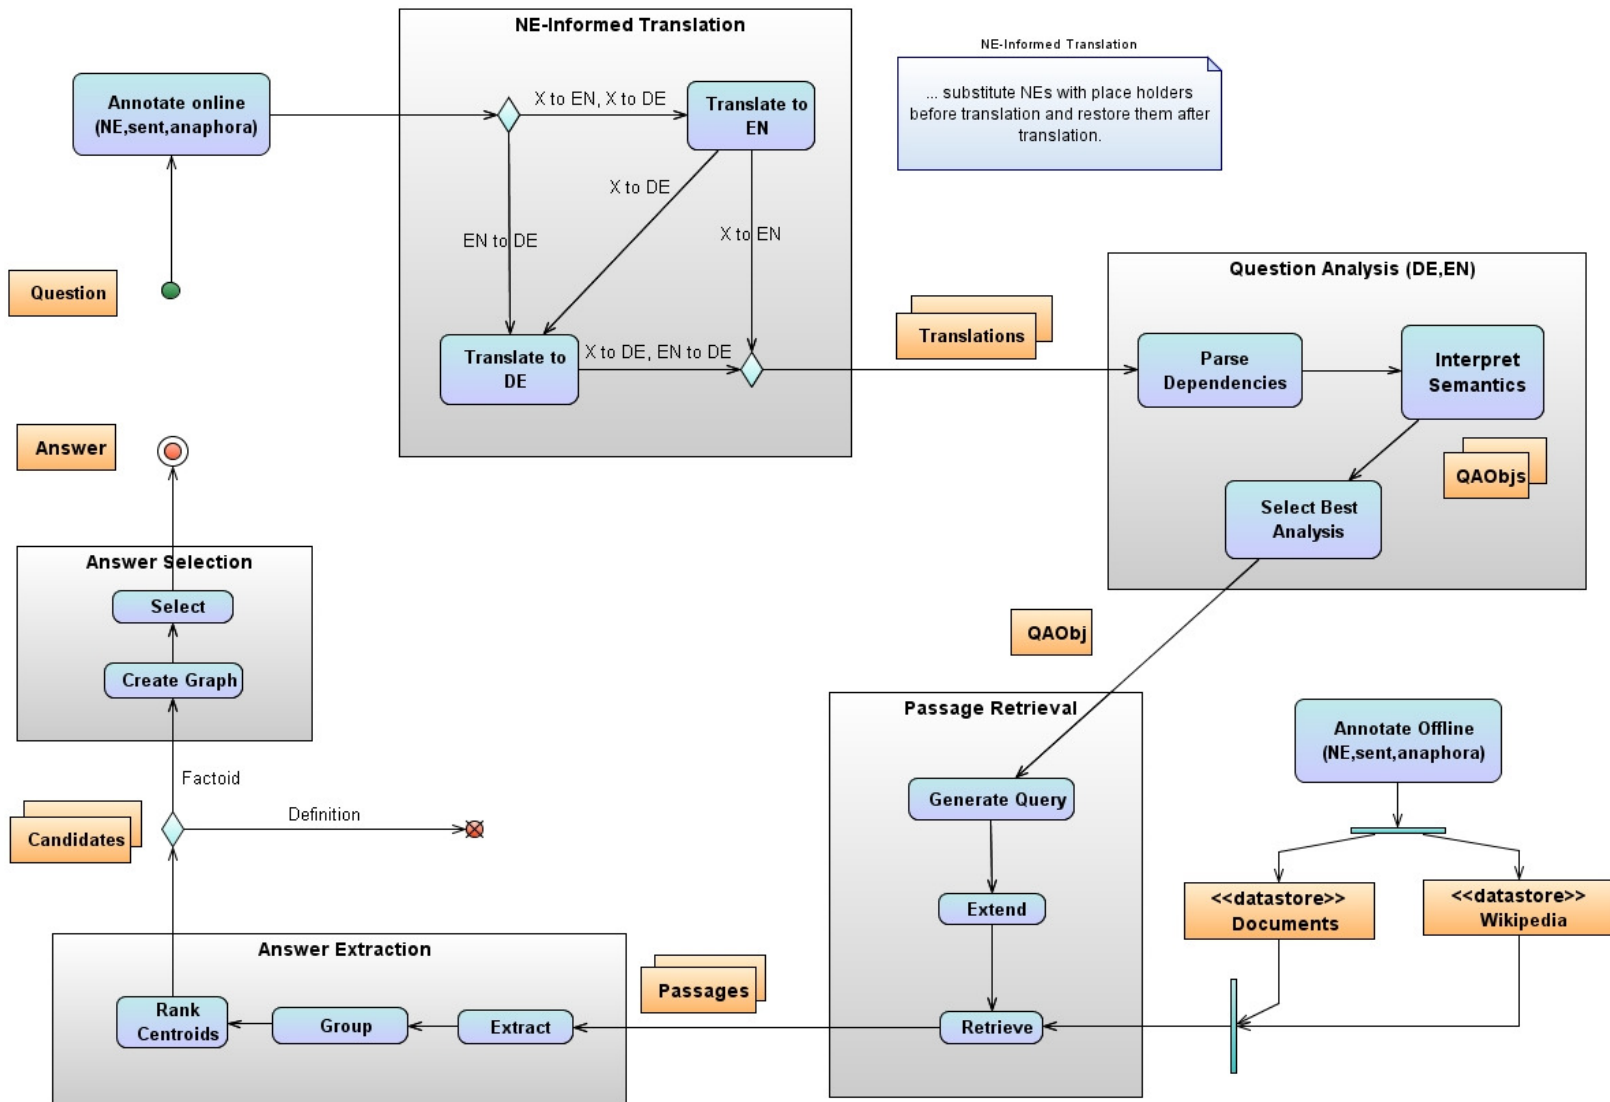 NE-Informed Translation
NE-Informed Translation
... substitute NEs with place holders
before translation and restore them after
translation.
Annotate online
(NE,sent,anaphora)
X to EN, X to DE
Translate to
EN
X to DE
X to EN
EN to DE
Question
Translate to
DE
X to DE, EN to DE
Translations
Question Analysis (DE,EN)
Parse
Dependencies
Interpret
Semantics
QAObjs
Select Best
Analysis
Answer
Answer Selection
Select
Create Graph
QAObj
Factoid
Definition
Candidates
Passage Retrieval
Generate Query
Extend
Retrieve
Annotate Offline
(NE,sent,anaphora)
<<datastore>>
Documents
<<datastore>>
Wikipedia
Answer Extraction
Rank
Centroids
Group
Extract
Passages